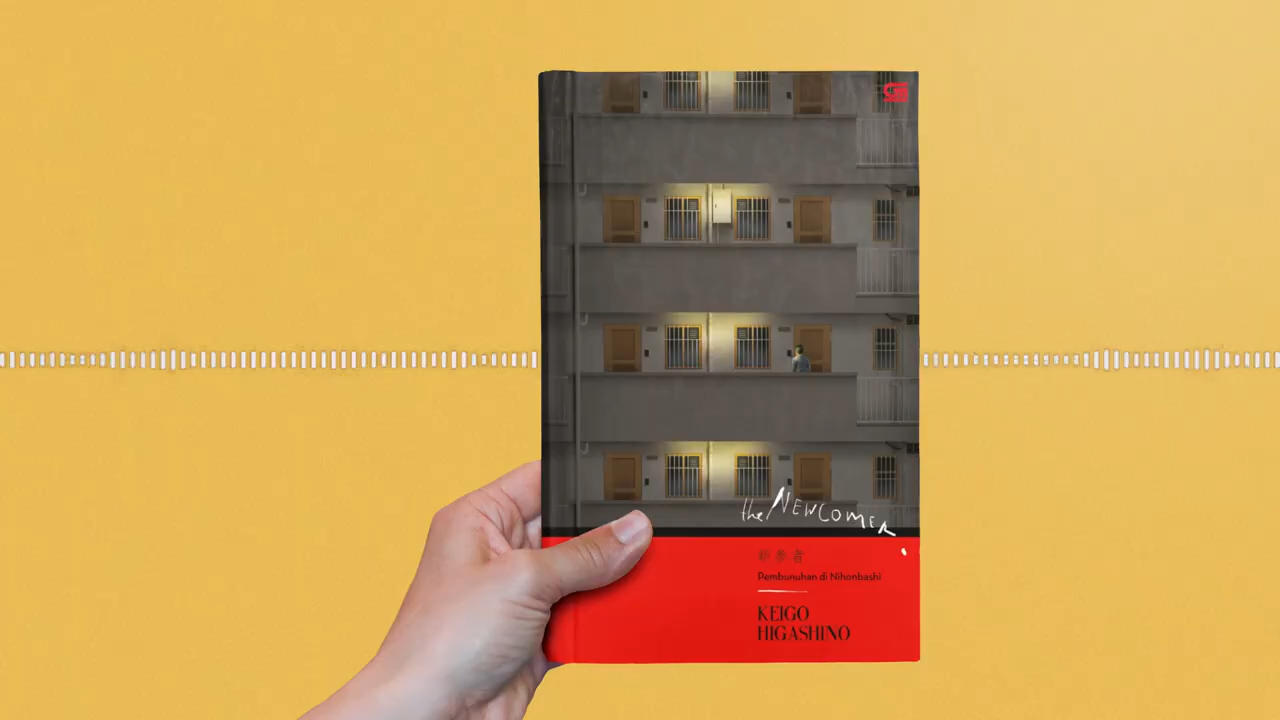 the NEWCOMER
新参者
Pembunuhan di Nihonbashi
KEIGO
HIGASHINO